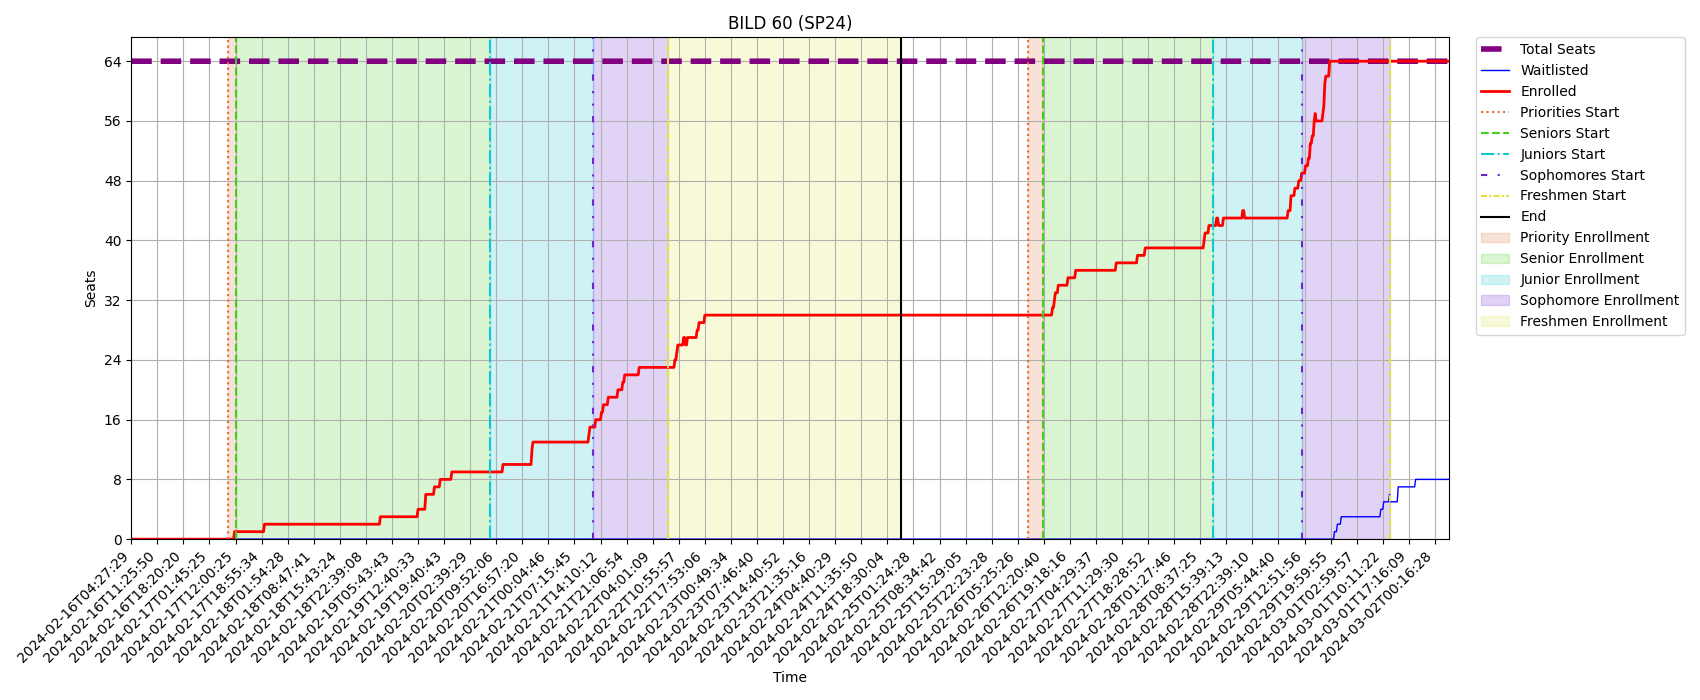 BILD 60 (SP24)
64
56
48
40
32
24
16
8
0
Seats
2024-02-16T04:27:29
2024-02-16T11:25:50
2024-02-16T18:20:20
2024-02-17T01:45:25
2024-02-17T12:00:25
2024-02-17T18:55:34
2024-02-18T01:54:28
2024-02-18T08:47:41
2024-02-18T15:43:24
2024-02-18T22:39:08
2024-02-19T05:43:43
2024-02-19T12:40:33
2024-02-19T19:40:43
2024-02-20T02:39:29
2024-02-20T09:52:06
2024-02-20T16:57:20
2024-02-21T00:04:46
2024-02-21T07:15:45
2024-02-21T14:10:12
2024-02-21T21:06:54
2024-02-22T04:01:09
2024-02-22T10:55:57
2024-02-22T17:53:06
2024-02-23T00:49:34
2024-02-23T07:46:40
2024-02-23T14:40:52
2024-02-23T21:35:16
2024-02-24T04:40:29
2024-02-24T11:35:50
2024-02-24T18:30:04
2024-02-25T01:24:28
2024-02-25T08:34:42
2024-02-25T15:29:05
2024-02-25T22:23:28
2024-02-26T05:25:26
2024-02-26T12:20:40
2024-02-26T19:18:16
2024-02-27T04:29:37
2024-02-27T11:29:30
2024-02-27T18:28:52
2024-02-28T01:27:46
2024-02-28T08:37:25
2024-02-28T15:39:13
2024-02-28T22:39:10
2024-02-29T05:44:40
2024-02-29T12:51:56
2024-02-29T19:59:55
2024-03-01T02:59:57
2024-03-01T10:11:22
2024-03-01T17:16:09
2024-03-02T00:16:28
Time
Total Seats
Waitlisted
Enrolled
Priorities Start
Seniors Start
Juniors Start
Sophomores Start
Freshmen Start
End
Priority Enrollment
Senior Enrollment
Junior Enrollment
Sophomore Enrollment
Freshmen Enrollment